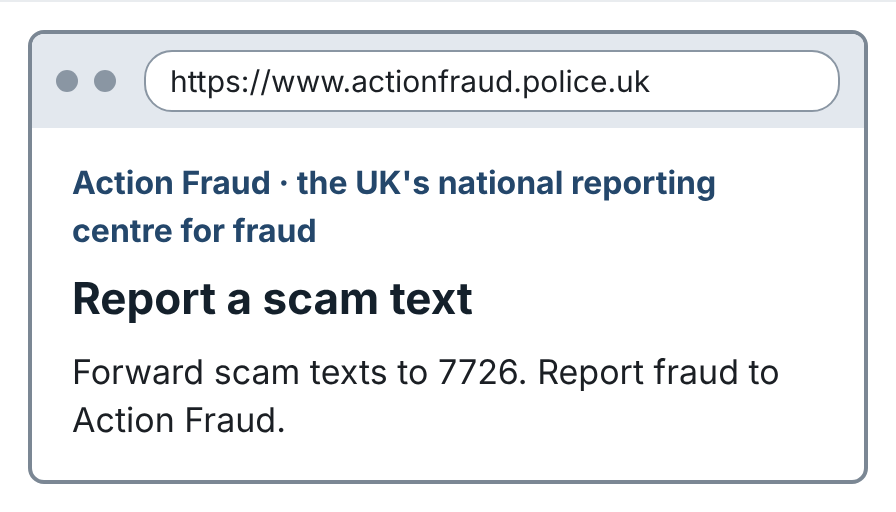 https://www.actionfraud.police.uk
Action Fraud · the UK's national reporting
centre for fraud
Report a scam text
Forward scam texts to 7726. Report fraud to
Action Fraud.